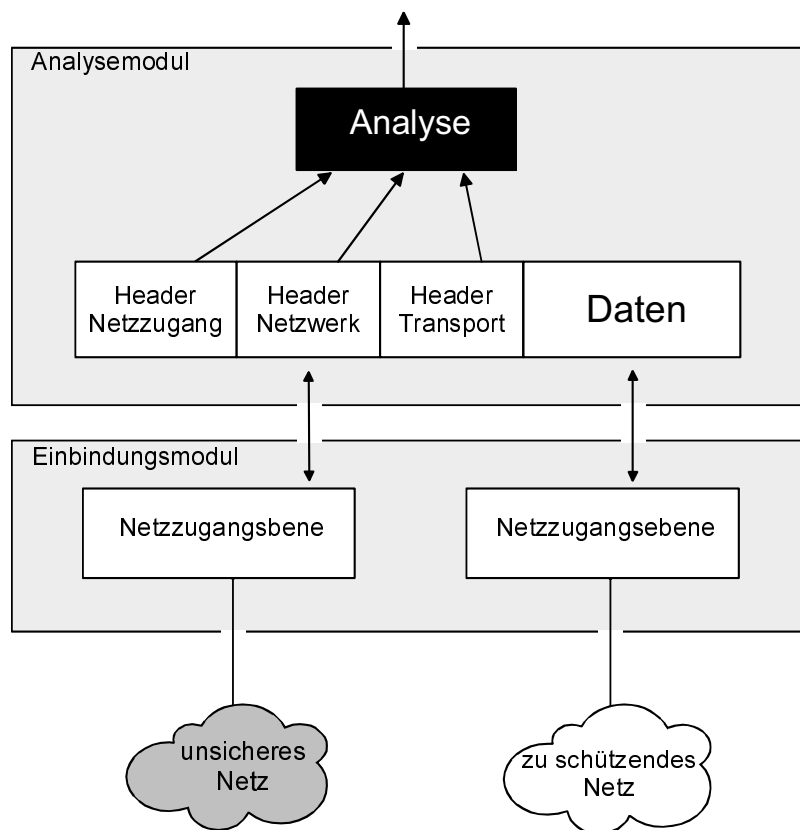 Analysemodul
Analyse
Header
Netzzugang
Header
Netzwerk
Header
Transport
Daten
Einbindungsmodul
Netzzugangsbene
Netzzugangsebene
unsicheres
Netz
zu schützendes
Netz